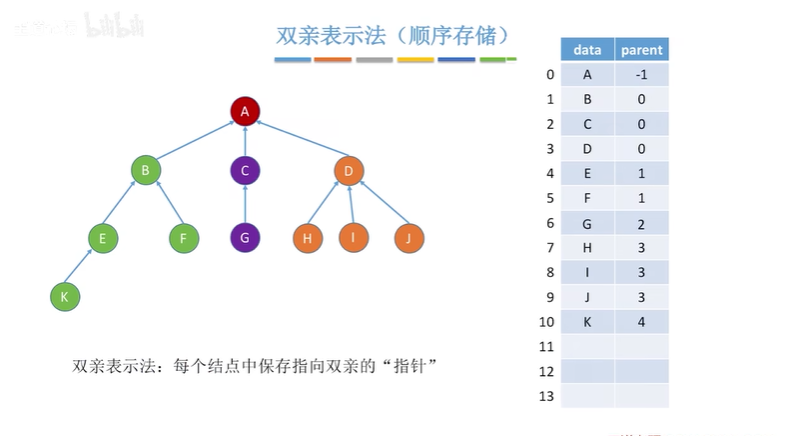 bilibili
双亲表示法（顺序存储）
data parent
0 A -1
1 B 0
2 C 0
3 D 0
4 E 1
5 F 1
6 G 2
7 H 3
8 I 3
9 J 3
10 K 4
11
12
13
A
B C D
E F G H I J
K
双亲表示法：每个结点中保存指向双亲的“指针”